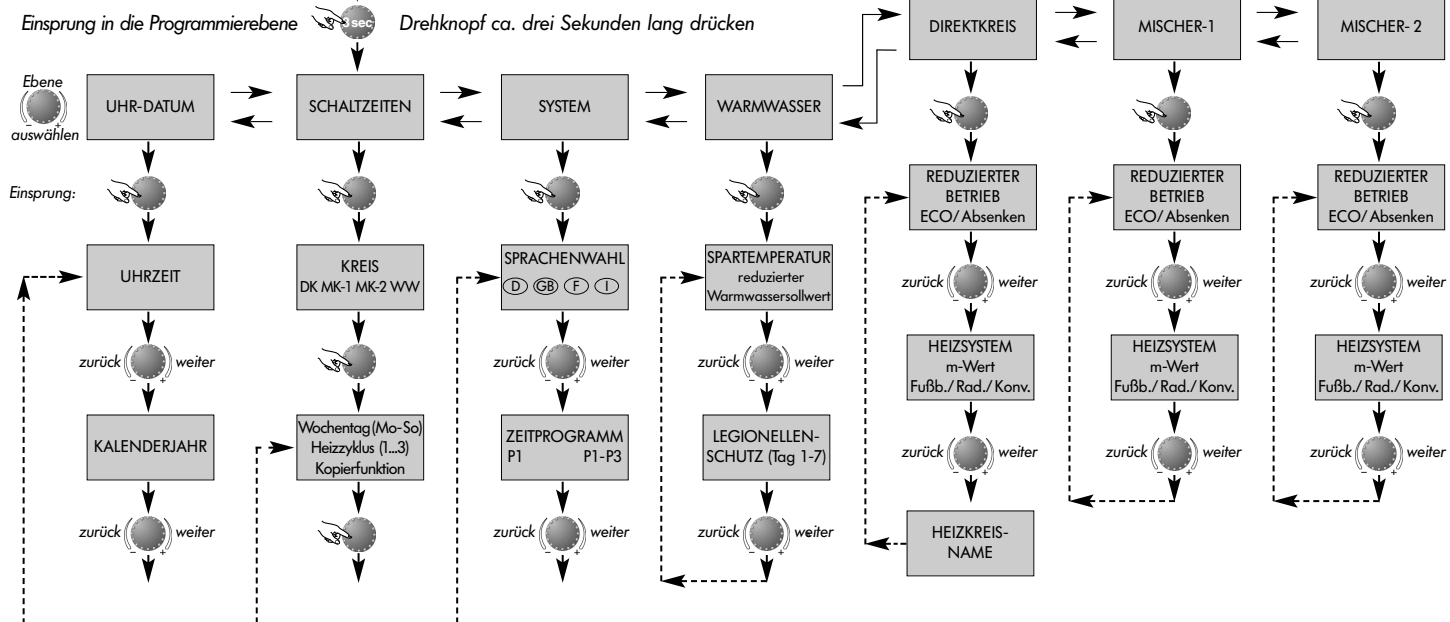 Einsprung in die Programmierebene
3sec
Drehknopf ca. drei Sekunden lang drücken
DIREKTKREIS
MISCHER-1
MISCHER- 2
Ebene
auswählen
UHR-DATUM
SCHALTZEITEN
SYSTEM
WARMWASSER
Einsprung:
REDUZIERTER
BETRIEB
ECO/Absenken
REDUZIERTER
BETRIEB
ECO/Absenken
REDUZIERTER
BETRIEB
ECO/Absenken
UHRZEIT
KREIS
DK MK-1 MK-2 WW
SPRACHENWAHL
D GB F I
SPARTEMPERATUR
reduzierter
Warmwassersollwert
zurück weiter
zurück weiter
zurück weiter
zurück weiter
zurück weiter
zurück weiter
HEIZSYSTEM
m-Wert
Fußb./Rad./Konv.
HEIZSYSTEM
m-Wert
Fußb./Rad./Konv.
HEIZSYSTEM
m-Wert
Fußb./Rad./Konv.
KALENDERJAHR
Wochentag(Mo-So)
Heizzyklus (1...3)
Kopierfunktion
ZEITPROGRAMM
P1 P1-P3
LEGIONELLEN-
SCHUTZ (Tag 1-7)
zurück weiter
zurück weiter
zurück weiter
zurück weiter
zurück weiter
zurück weiter
HEIZKREIS-
NAME